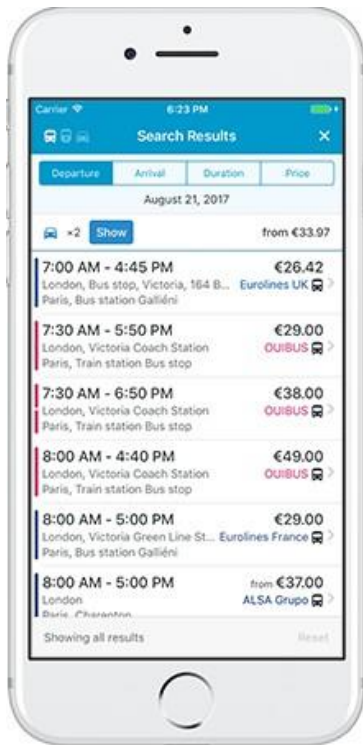 Carrier 6:23 PM
Search Results ×
Departure Arrival Duration Price
August 21, 2017
×2 Show from €33.97
7:00 AM - 4:45 PM €26.42
London, Bus stop, Victoria, 164 B... Eurolines UK
Paris, Bus station Galliéni
7:30 AM - 5:50 PM €29.00
London, Victoria Coach Station OUIBUS
Paris, Train station Bus stop
7:30 AM - 6:50 PM €38.00
London, Victoria Coach Station OUIBUS
Paris, Train station Bus stop
8:00 AM - 4:40 PM €49.00
London, Victoria Coach Station OUIBUS
Paris, Train station Bus stop
8:00 AM - 5:00 PM €29.00
London, Victoria Green Line St... Eurolines France
Paris, Bus station Galliéni
8:00 AM - 5:00 PM from €37.00
London ALSA Grupo
Paris, Charenton
Showing all results Reset